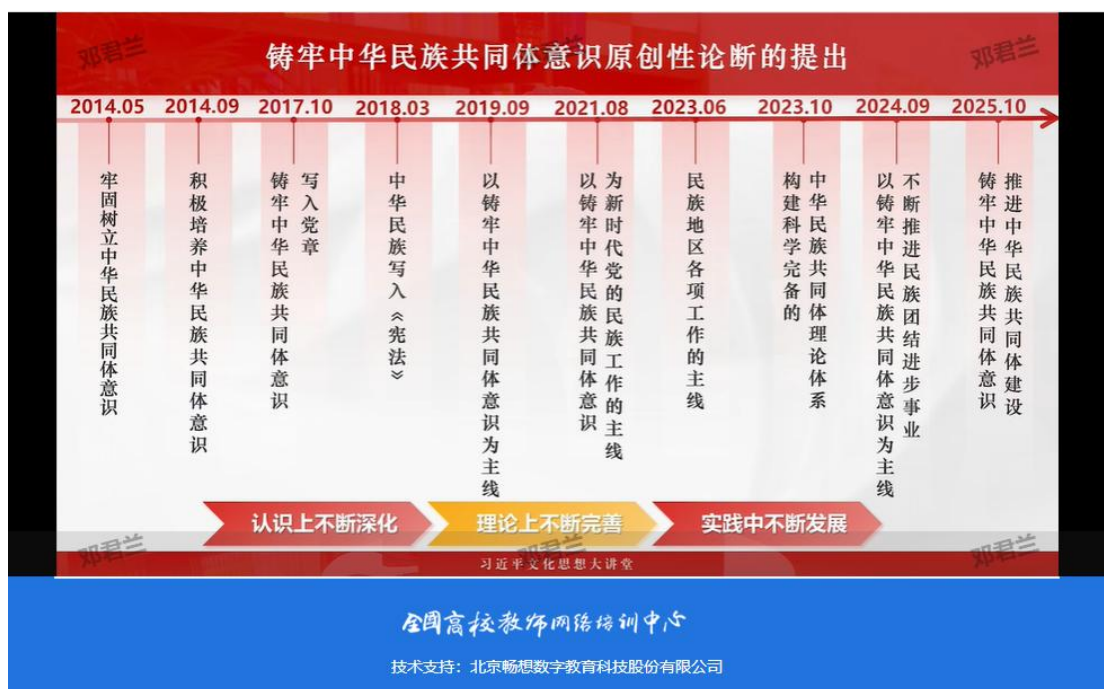 铸牢中华民族共同体意识原创性论断的提出
邓君兰
邓君兰
邓君兰
2014.05
2014.09
2017.10
2018.03
2019.09
2021.08
2023.06
2023.10
2024.09
2025.10
牢固树立中华民族共同体意识
积极培养中华民族共同体意识
铸牢中华民族共同体意识
写入党章
中华民族写入《宪法》
以铸牢中华民族共同体意识为主线
以铸牢中华民族共同体意识
为新时代党的民族工作的主线
民族地区各项工作的主线
构建科学完备的
中华民族共同体理论体系
以铸牢中华民族共同体意识为主线
不断推进民族团结进步事业
铸牢中华民族共同体意识
推进中华民族共同体建设
认识上不断深化
理论上不断完善
实践中不断发展
邓君兰
邓君兰
邓君兰
习近平文化思想大讲堂
全国高校教师网络培训中心
技术支持：北京畅想数字教育科技股份有限公司